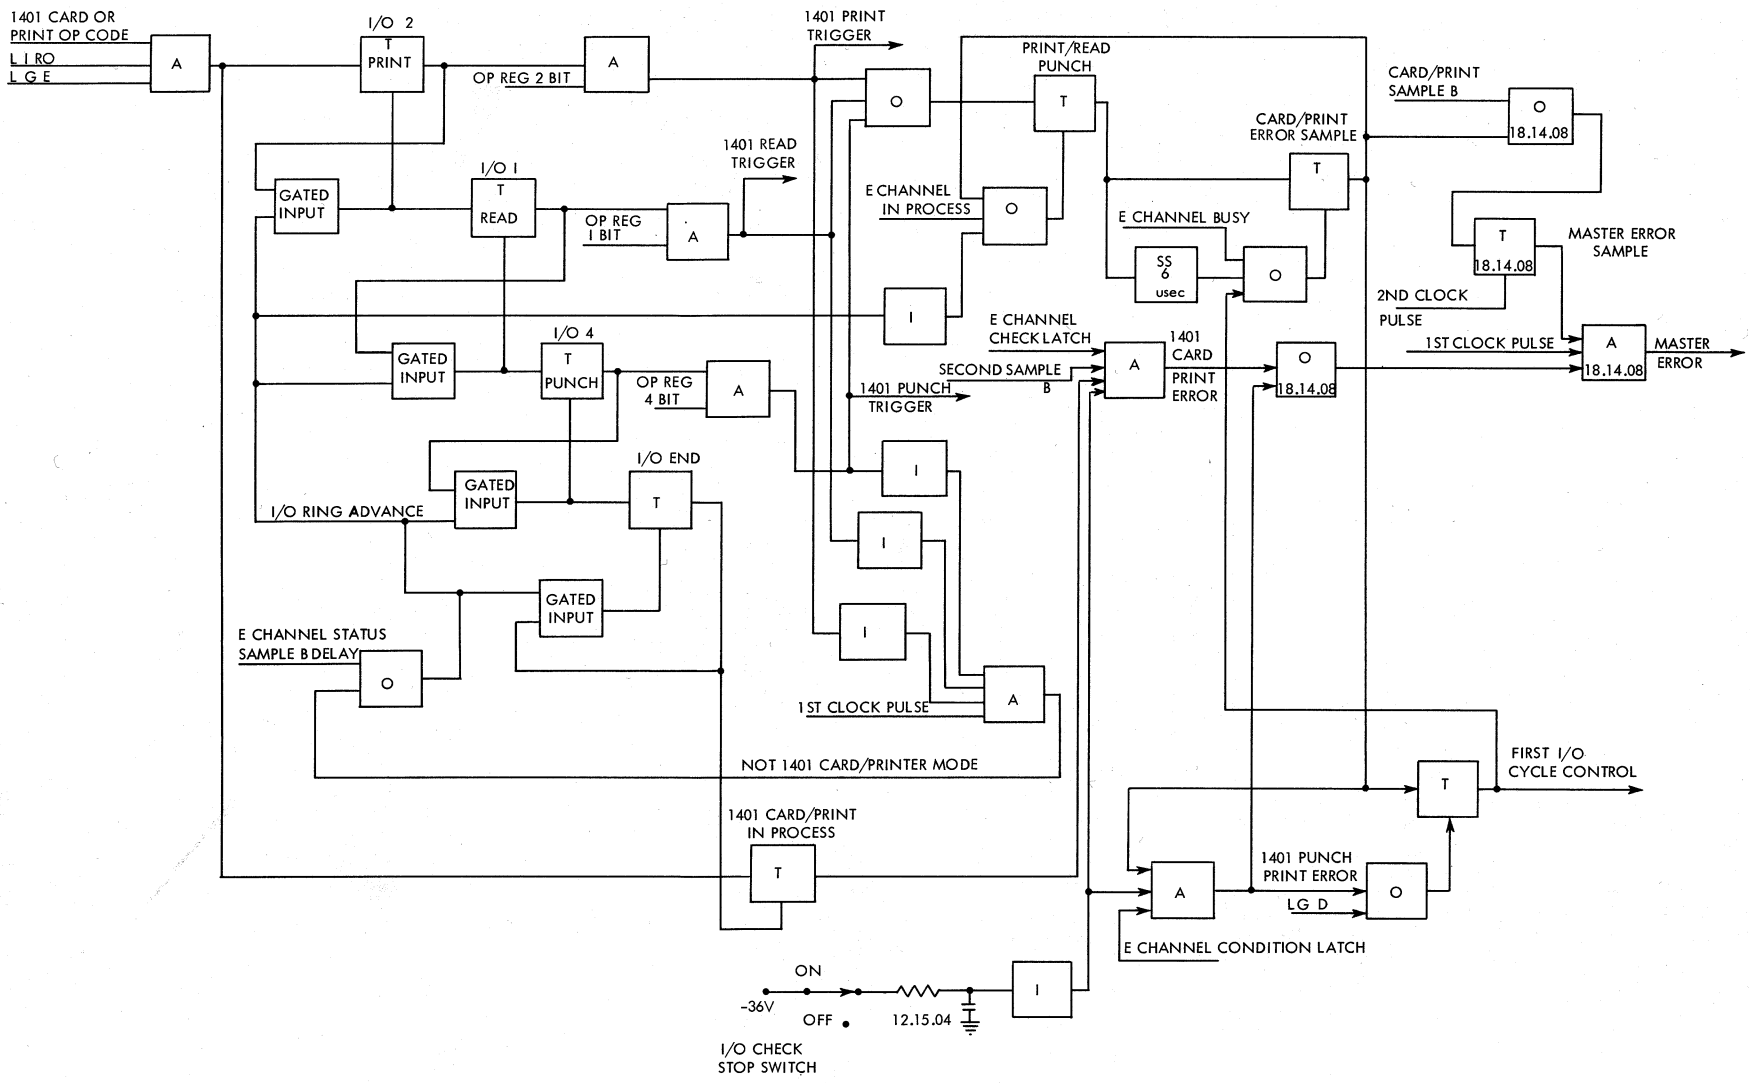 1401 CARD OR
PRINT OP CODE
L I RO
L G E
A
I/O 2
T
PRINT
OP REG 2 BIT
A
1401 PRINT
TRIGGER
O
PRINT/READ
PUNCH
T
CARD/PRINT
SAMPLE B
O
18.14.08
CARD/PRINT
ERROR SAMPLE
T
1401 READ
TRIGGER
GATED
INPUT
I/O 1
T
READ
OP REG
1 BIT
A
E CHANNEL
IN PROCESS
O
E CHANNEL BUSY
SS
6
usec
O
T
18.14.08
MASTER ERROR
SAMPLE
2ND CLOCK
PULSE
I
GATED
INPUT
I/O 4
T
PUNCH
OP REG
4 BIT
A
E CHANNEL
CHECK LATCH
SECOND SAMPLE
B
A
1401
CARD
PRINT
ERROR
O
18.14.08
1ST CLOCK PULSE
A
18.14.08
MASTER
ERROR
1401 PUNCH
TRIGGER
I
GATED
INPUT
I/O END
T
I/O RING ADVANCE
I
GATED
INPUT
I
E CHANNEL STATUS
SAMPLE B DELAY
O
1ST CLOCK PULSE
A
NOT 1401 CARD/PRINTER MODE
FIRST I/O
CYCLE CONTROL
T
1401 CARD/PRINT
IN PROCESS
T
A
1401 PUNCH
PRINT ERROR
LG D
O
E CHANNEL CONDITION LATCH
ON
-36V
OFF
12.15.04
I
I/O CHECK
STOP SWITCH